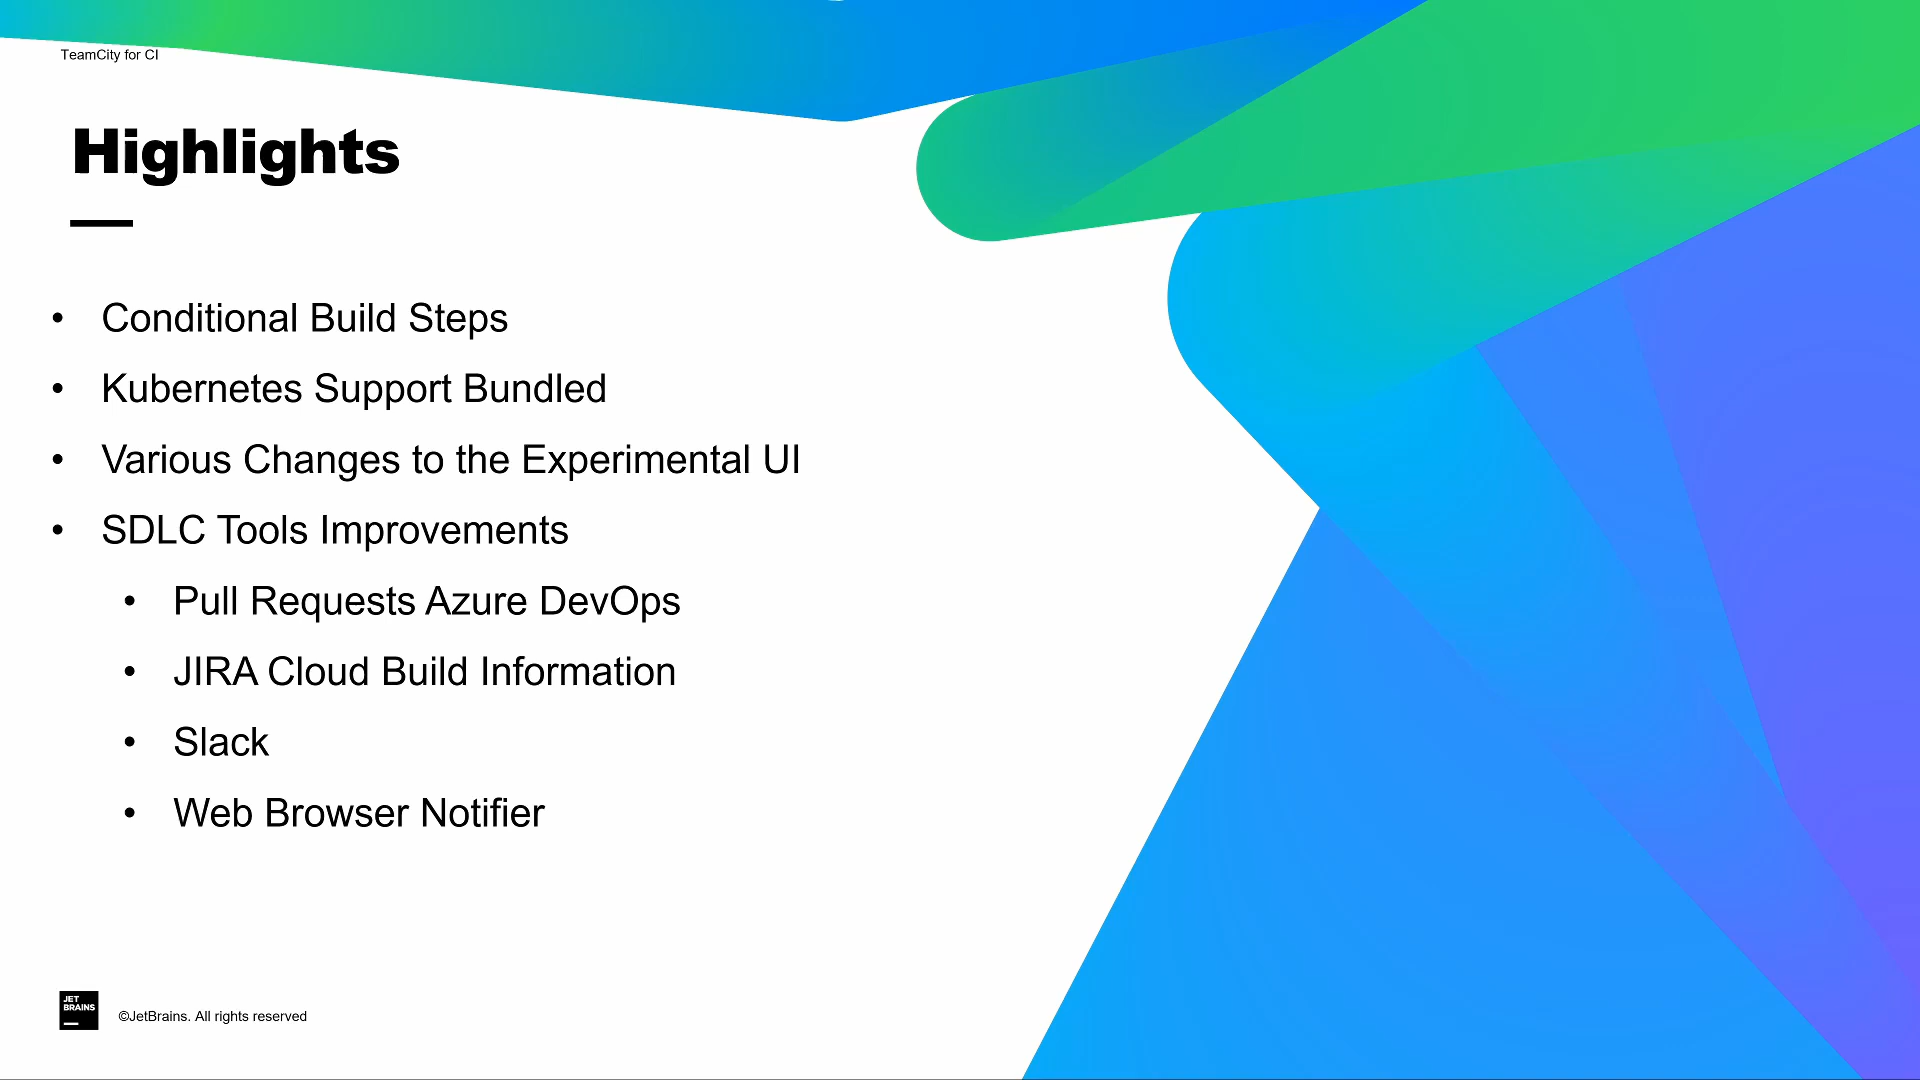 TeamCity for CI
Highlights
• Conditional Build Steps
• Kubernetes Support Bundled
• Various Changes to the Experimental UI
• SDLC Tools Improvements
• Pull Requests Azure DevOps
• JIRA Cloud Build Information
• Slack
• Web Browser Notifier
JET
BRAINS
©JetBrains. All rights reserved